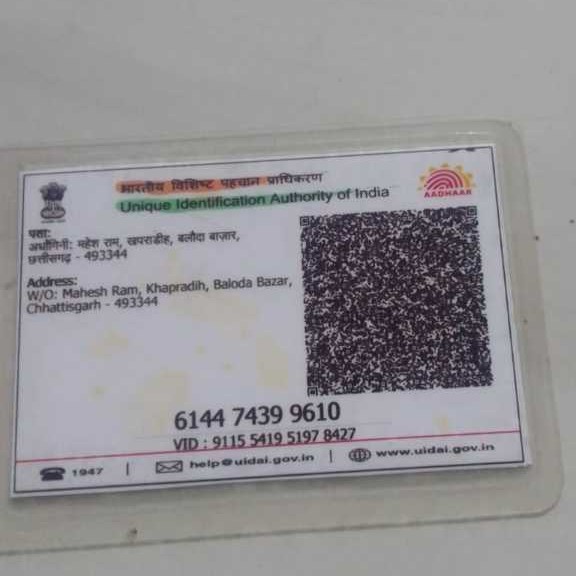 भारतीय विशिष्ट पहचान प्राधिकरण
Unique Identification Authority of India
AADHAAR
पता:
अर्धांगिनी: महेश राम, खपराडीह, बलौदा बाज़ार,
छत्तीसगढ़ - 493344
Address:
W/O: Mahesh Ram, Khapradih, Baloda Bazar,
Chhattisgarh - 493344
6144 7439 9610
VID : 9115 5419 5197 8427
1947 | help@uidai.gov.in | www.uidai.gov.in